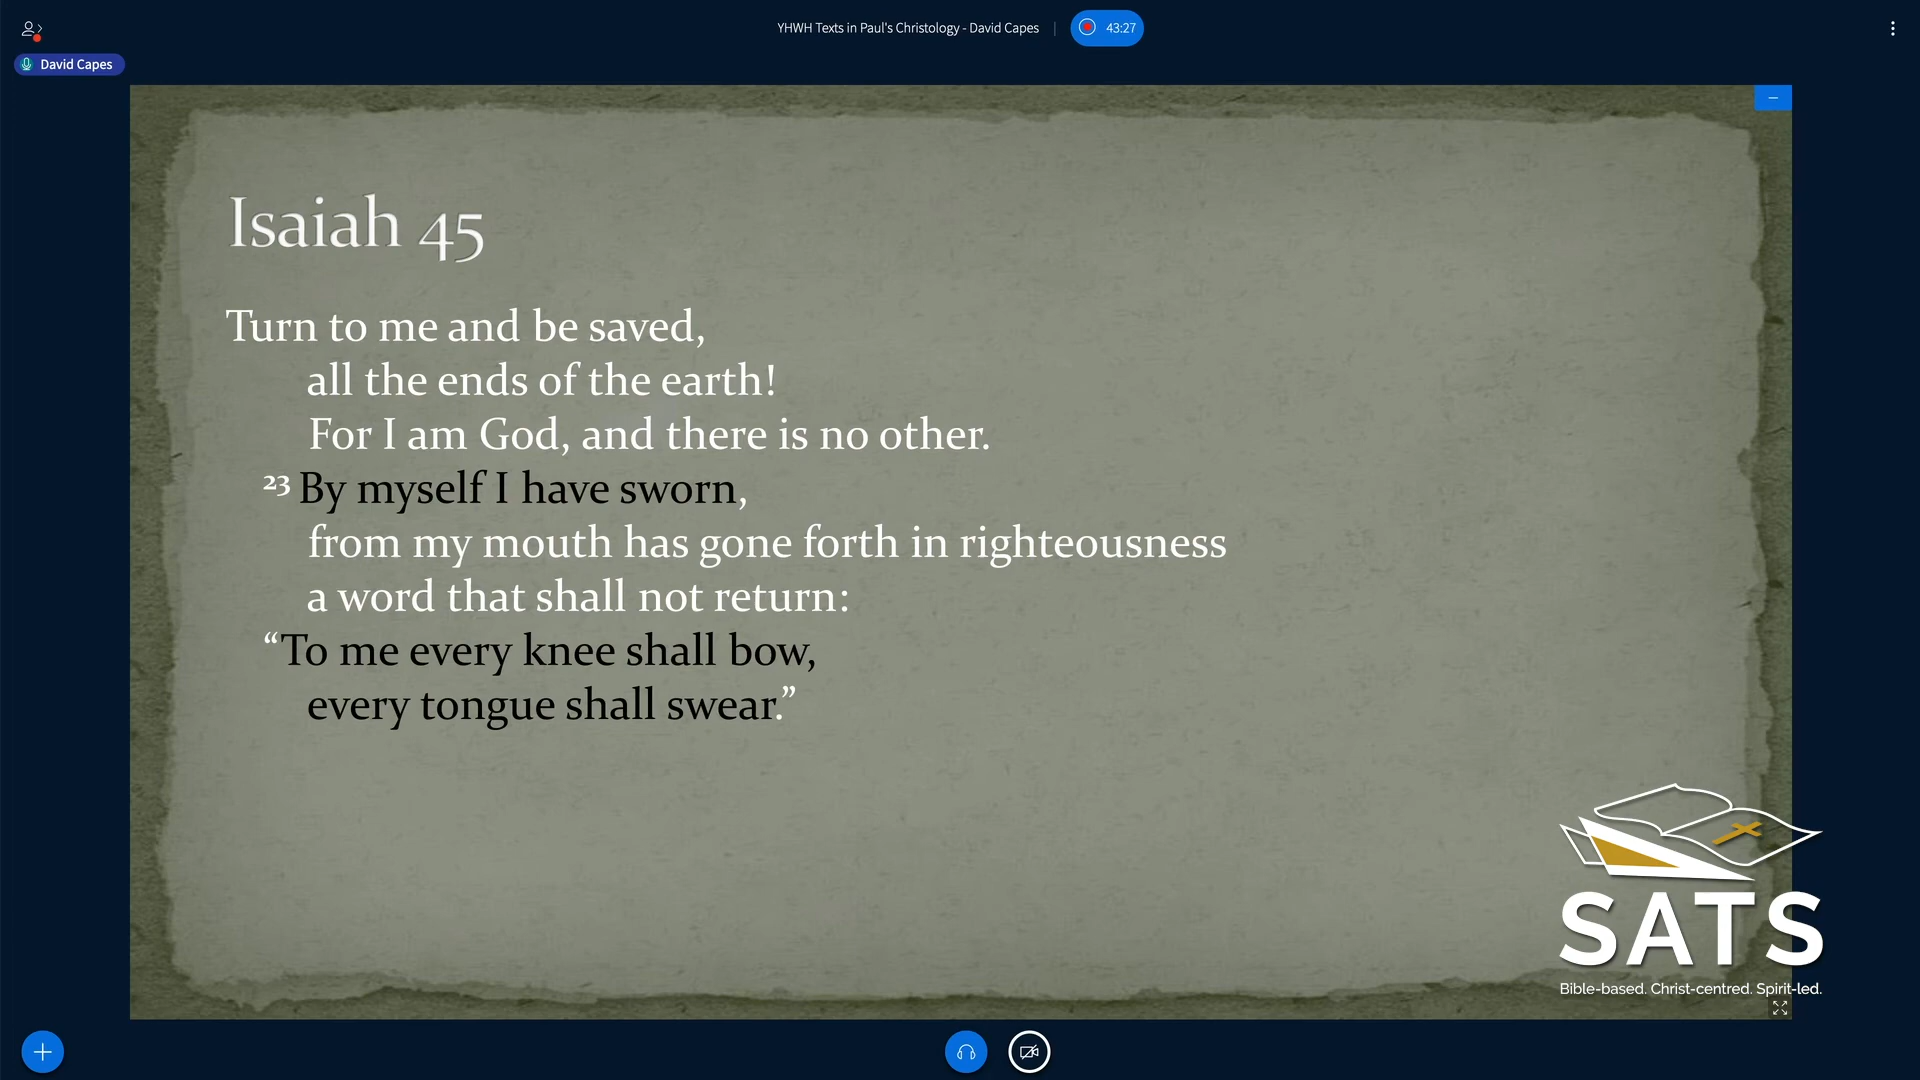 YHWH Texts in Paul's Christology - David Capes
43:27
David Capes
Isaiah 45
Turn to me and be saved,
all the ends of the earth!
For I am God, and there is no other.
²³ By myself I have sworn,
from my mouth has gone forth in righteousness
a word that shall not return:
“To me every knee shall bow,
every tongue shall swear.”
SATS
Bible-based. Christ-centred. Spirit-led.